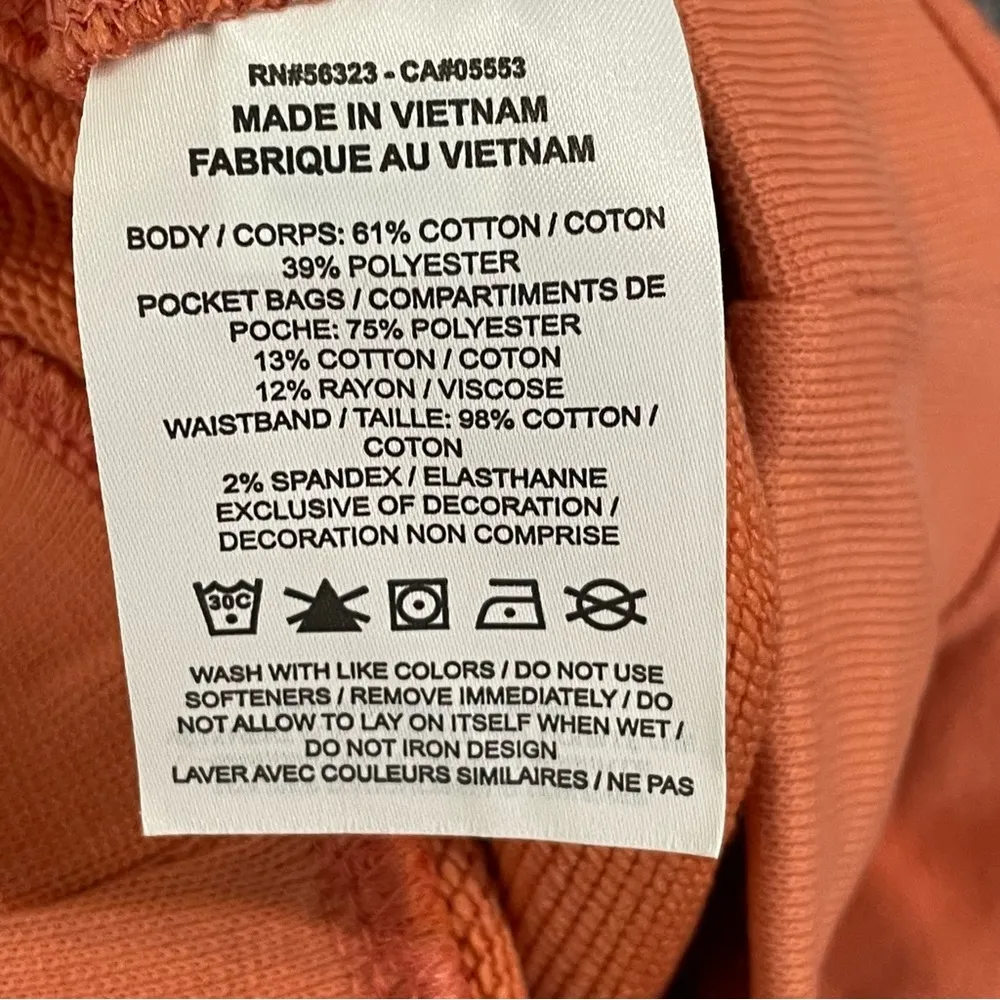 RN#56323 - CA#05553
MADE IN VIETNAM
FABRIQUE AU VIETNAM
BODY / CORPS: 61% COTTON / COTON
39% POLYESTER
POCKET BAGS / COMPARTIMENTS DE
POCHE: 75% POLYESTER
13% COTTON / COTON
12% RAYON / VISCOSE
WAISTBAND / TAILLE: 98% COTTON /
COTON
2% SPANDEX / ELASTHANNE
EXCLUSIVE OF DECORATION /
DECORATION NON COMPRISE
30C
WASH WITH LIKE COLORS / DO NOT USE
SOFTENERS / REMOVE IMMEDIATELY / DO
NOT ALLOW TO LAY ON ITSELF WHEN WET /
DO NOT IRON DESIGN
LAVER AVEC COULEURS SIMILAIRES / NE PAS